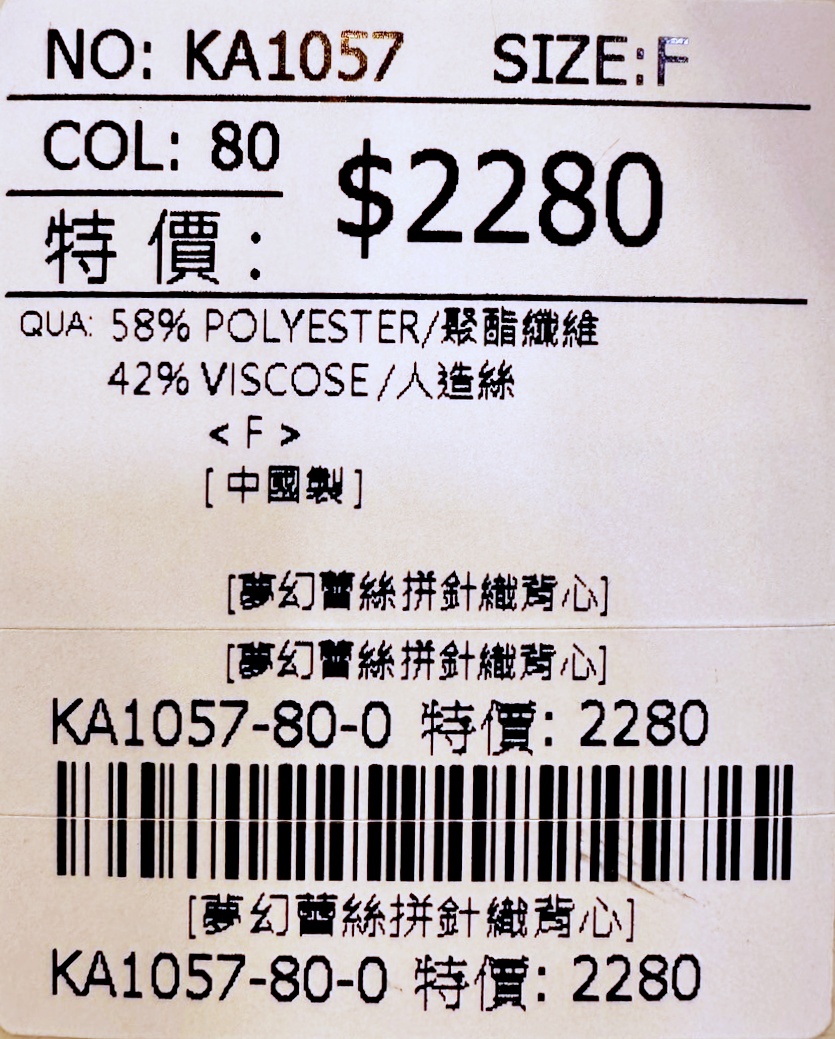 NO: KA1057 SIZE:F
COL: 80
$2280
特價:
QUA: 58% POLYESTER/聚酯纖維
42% VISCOSE/人造絲
< F >
[中國製]
[夢幻蕾絲拼針織背心]
[夢幻蕾絲拼針織背心]
KA1057-80-0 特價: 2280
[夢幻蕾絲拼針織背心]
KA1057-80-0 特價: 2280